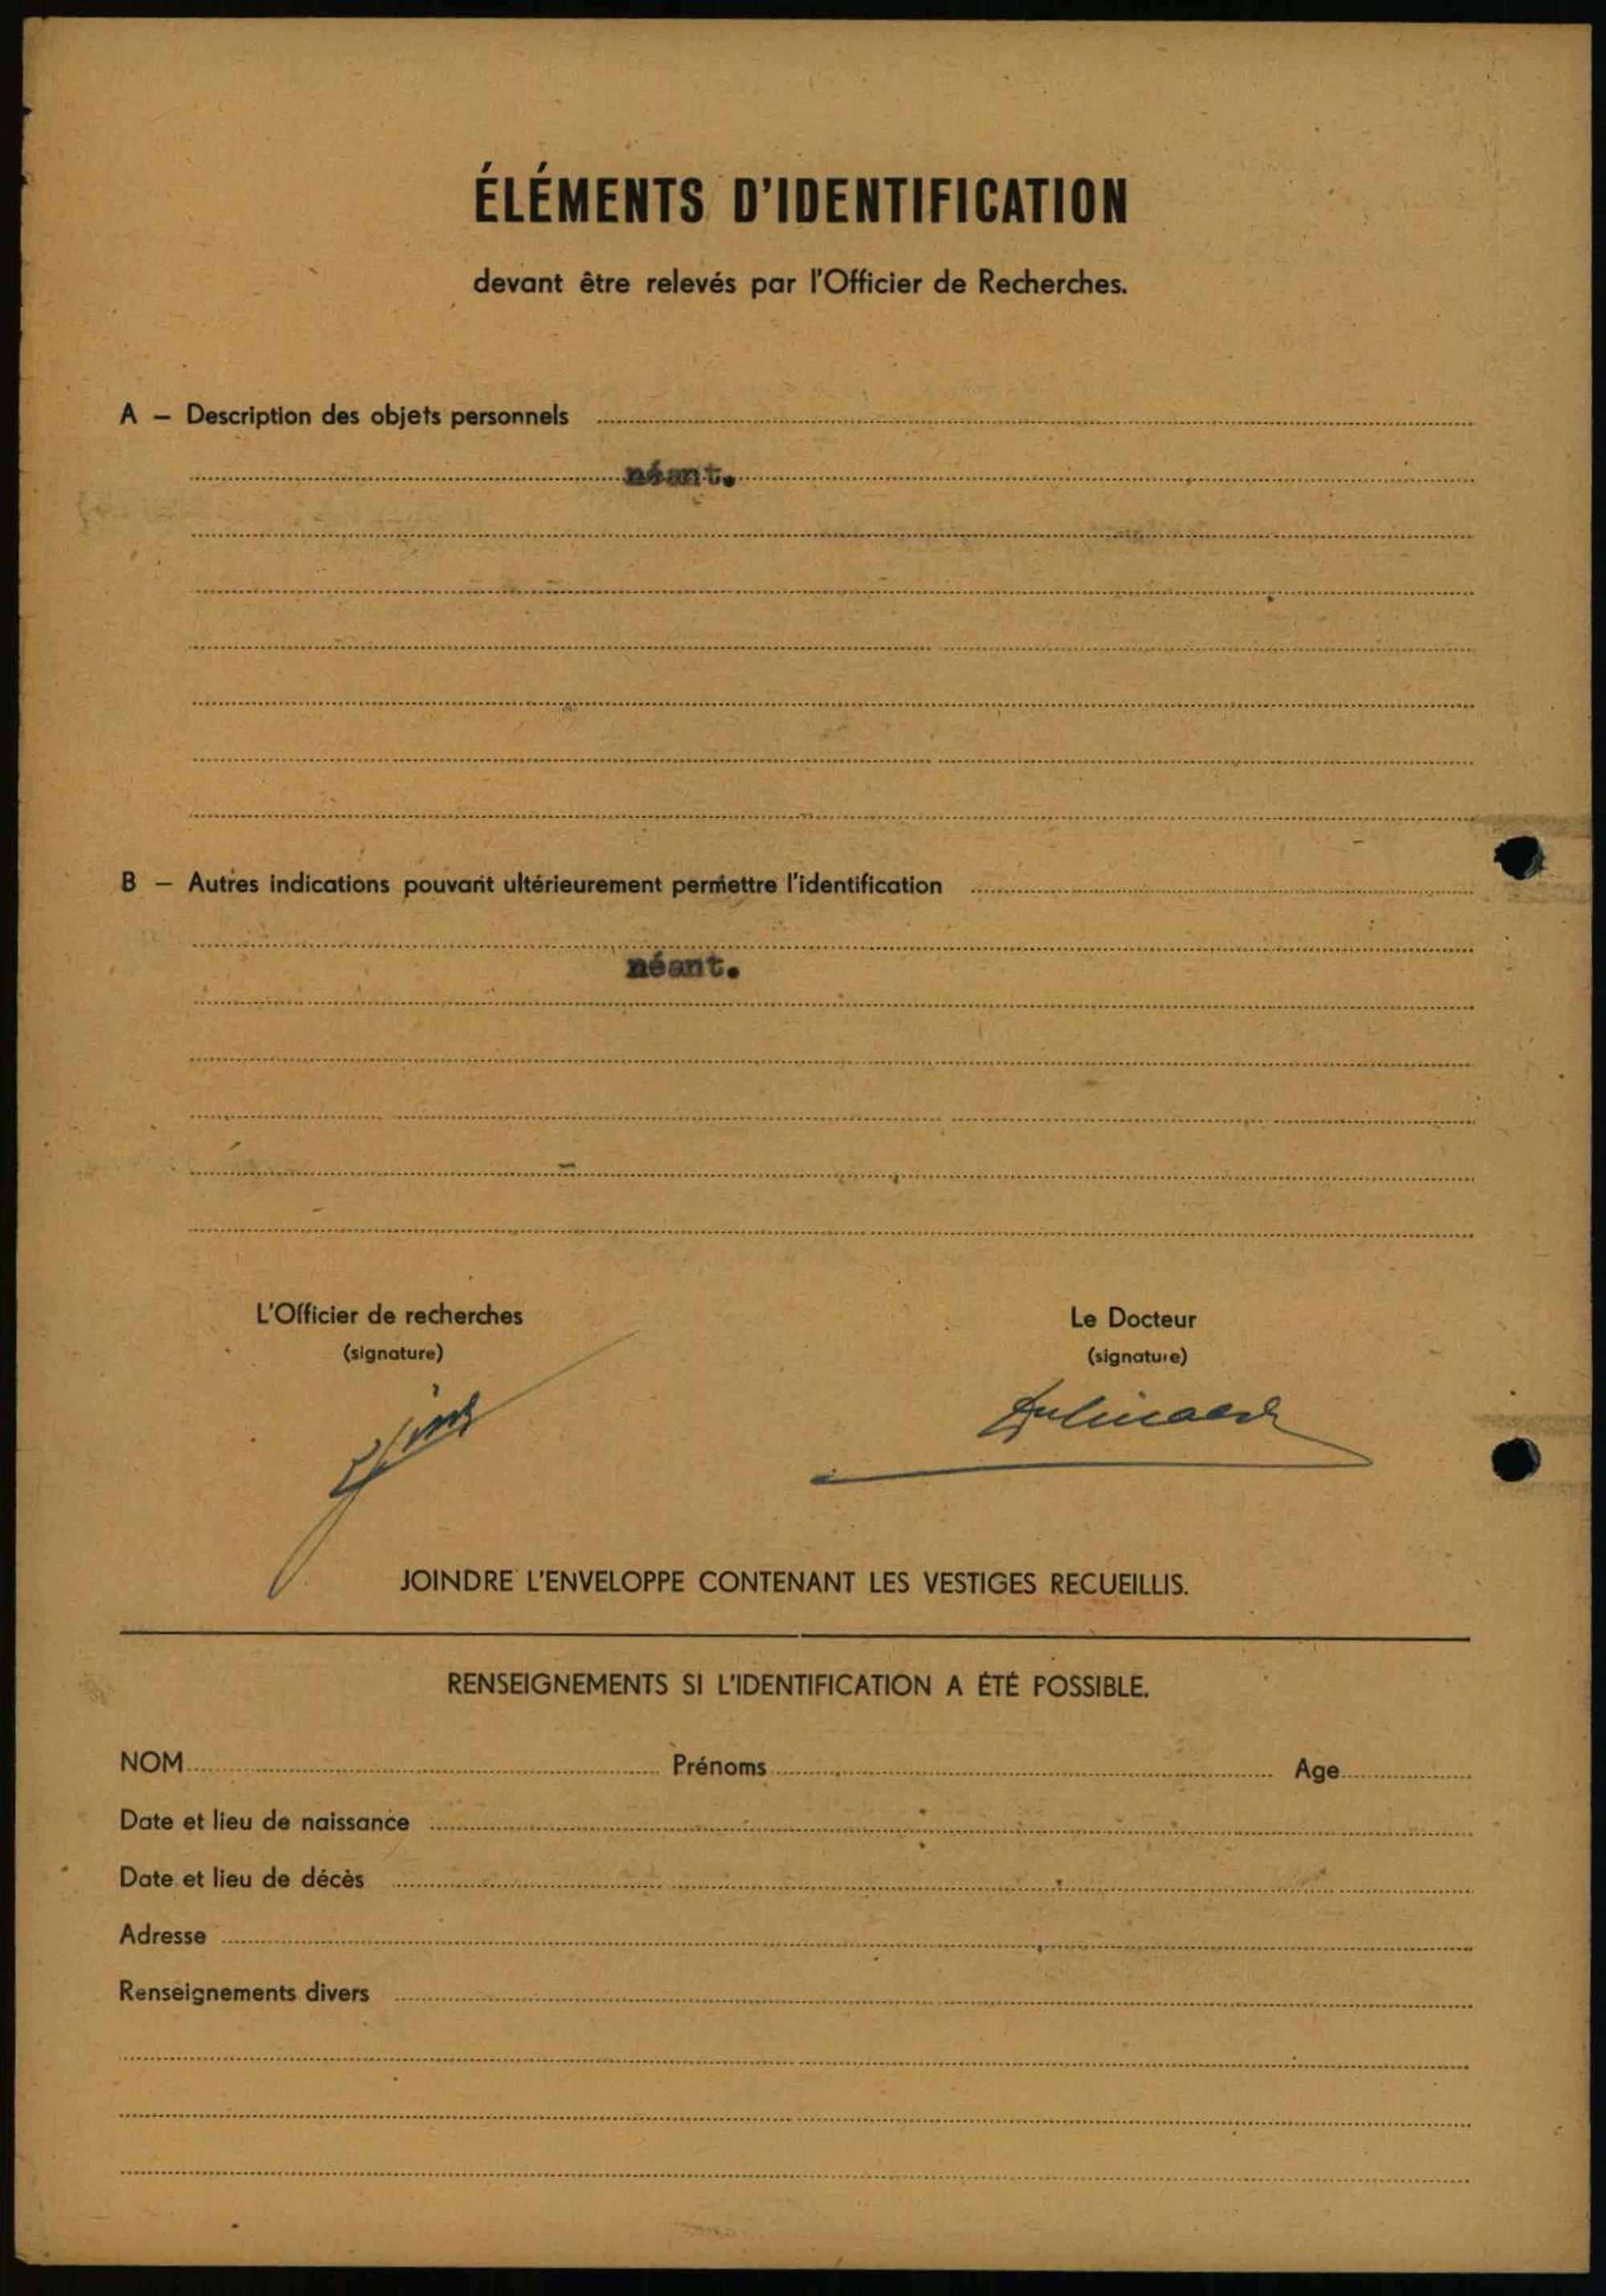 ÉLÉMENTS D'IDENTIFICATION
devant être relevés par l'Officier de Recherches.
A – Description des objets personnels
néant.
B – Autres indications pouvant ultérieurement permettre l'identification
néant.
L'Officier de recherches
Le Docteur
(signature)
(signature)
JOINDRE L'ENVELOPPE CONTENANT LES VESTIGES RECUEILLIS.
RENSEIGNEMENTS SI L'IDENTIFICATION A ÉTÉ POSSIBLE.
NOM Prénoms Age
Date et lieu de naissance
Date et lieu de décès
Adresse
Renseignements divers